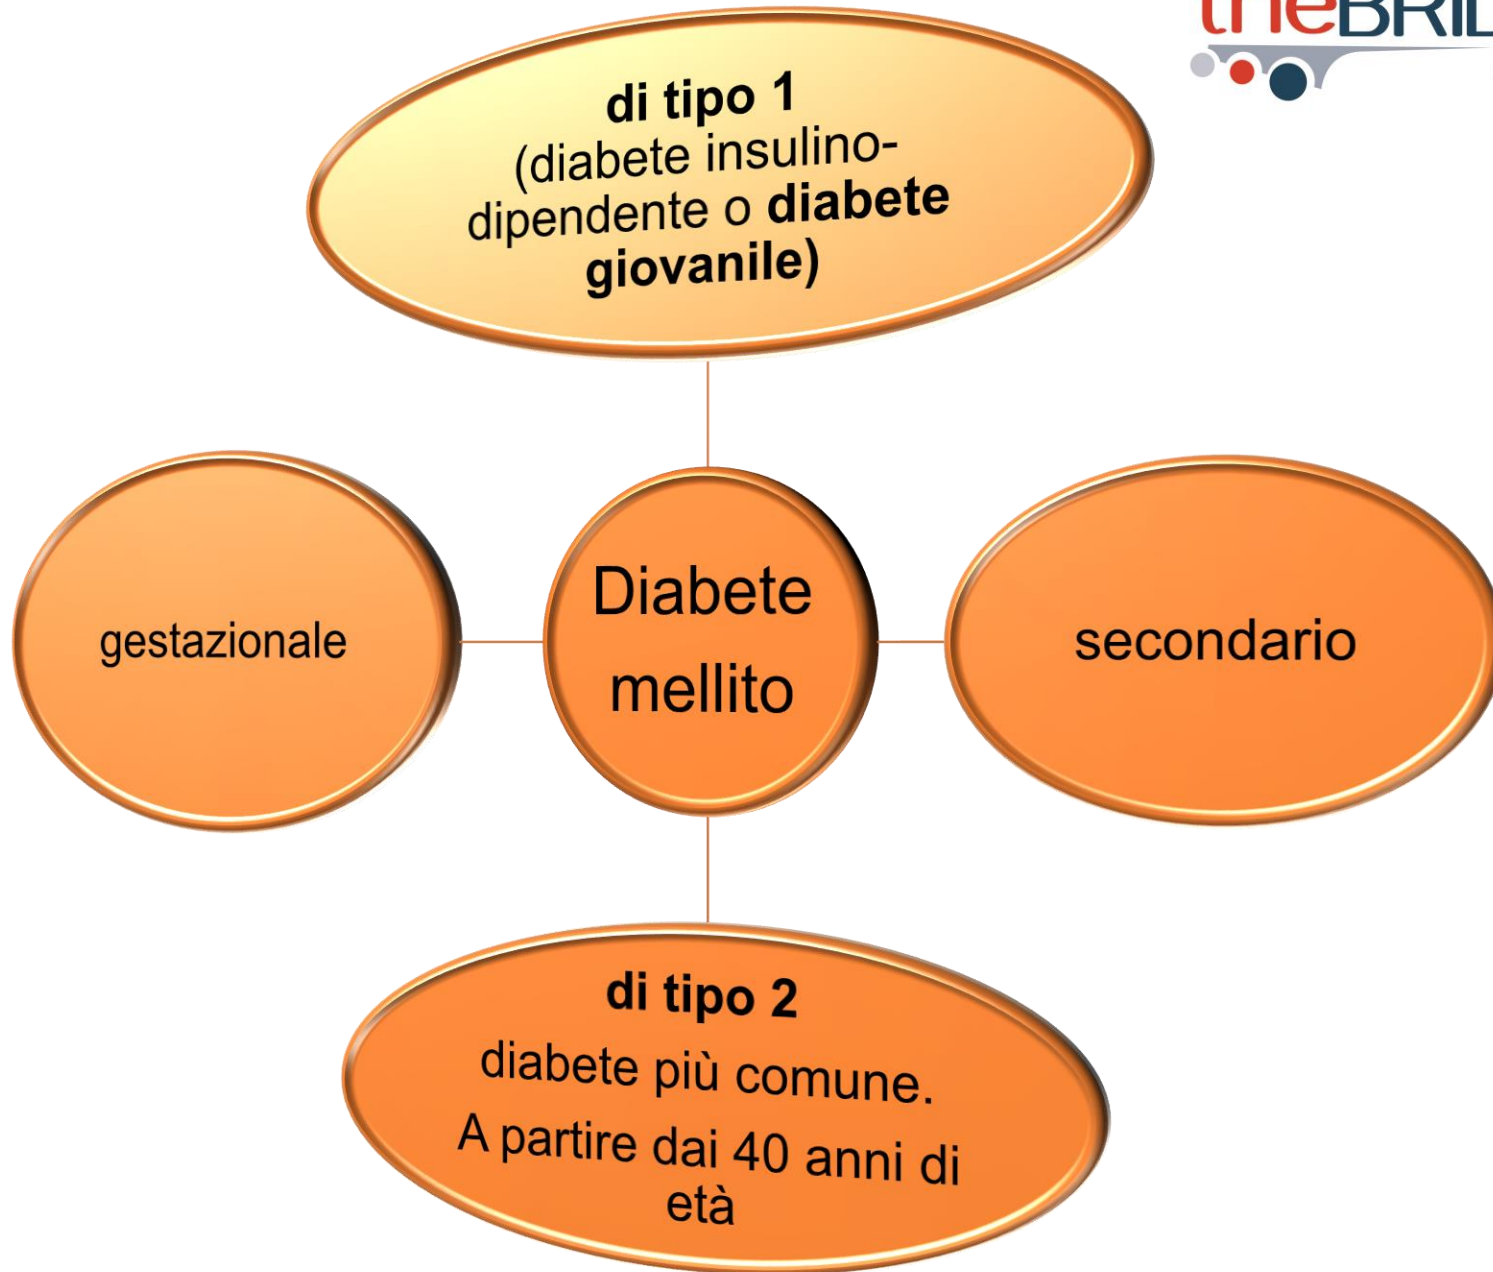 theBRID
di tipo 1
(diabete insulino-
dipendente o diabete
giovanile)
gestazionale
Diabete
mellito
secondario
di tipo 2
diabete più comune.
A partire dai 40 anni di
età